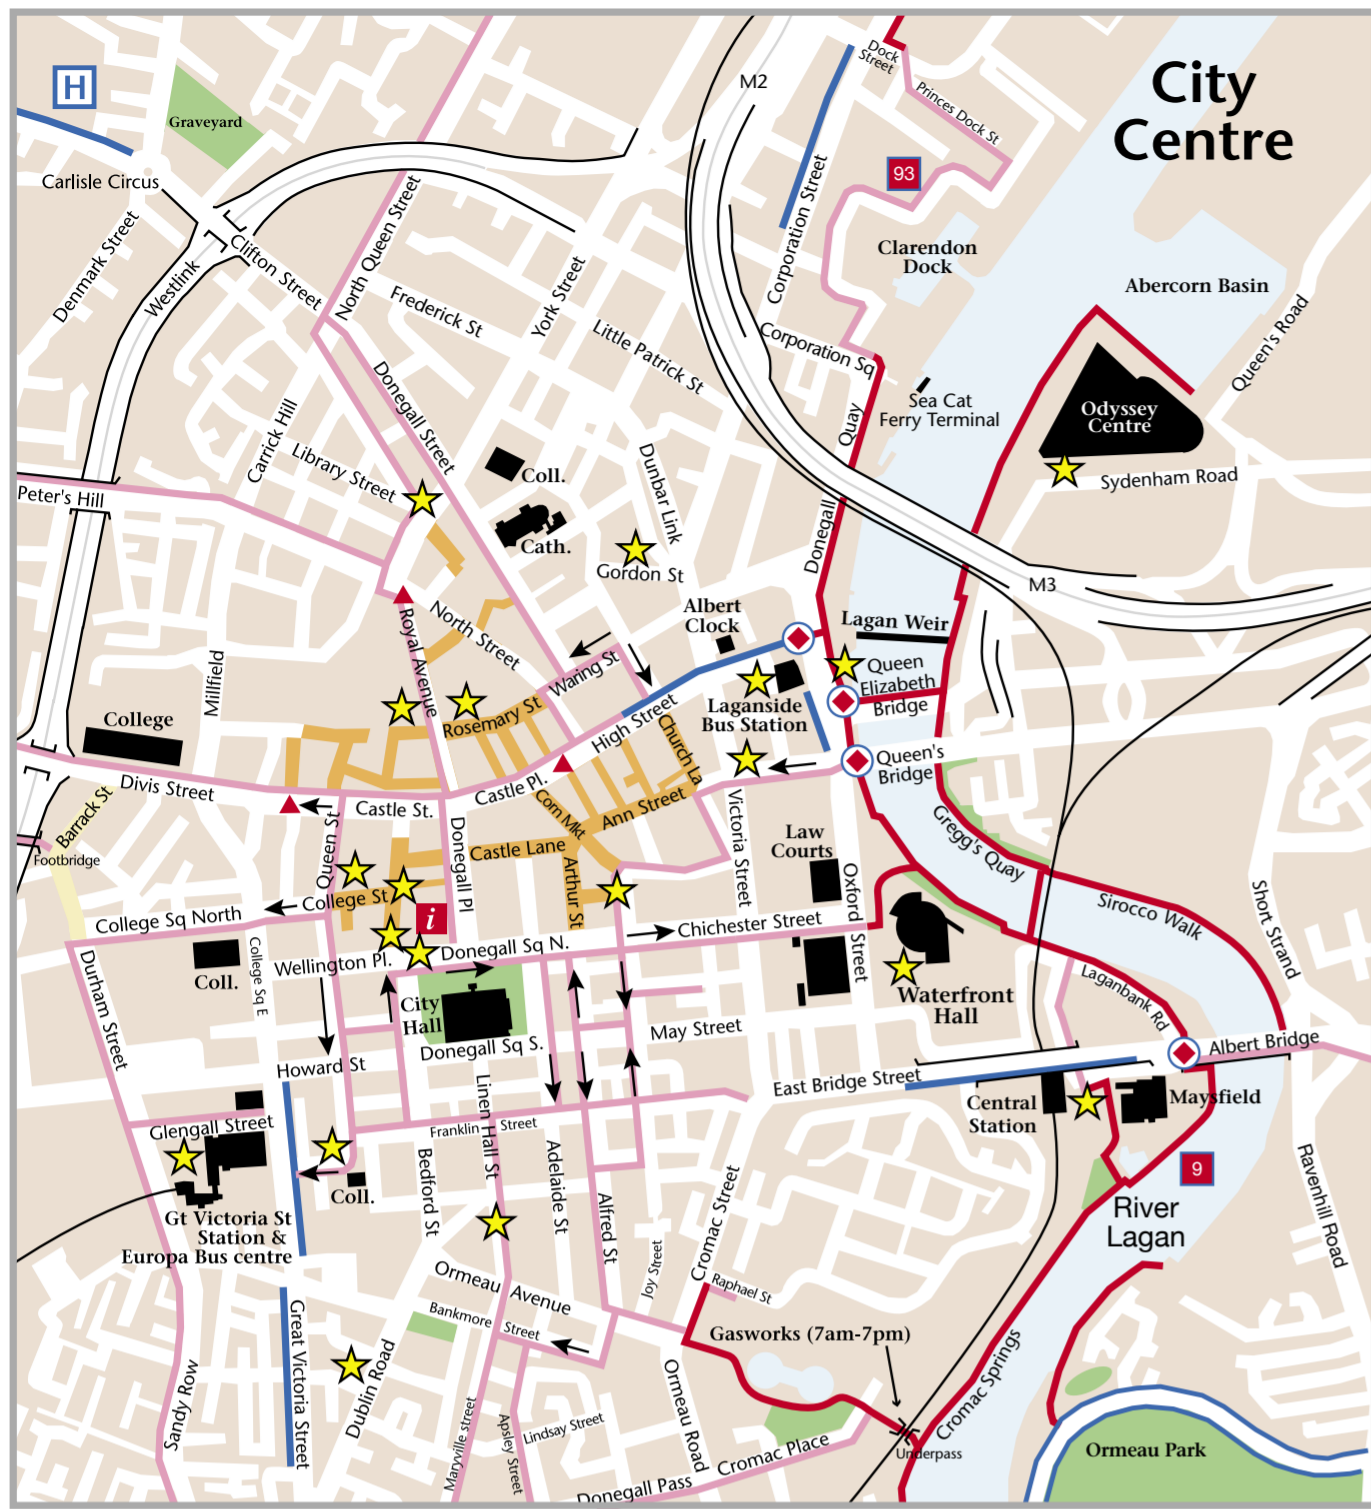 City
Centre
H
Graveyard
Carlisle Circus
Denmark Street
Westlink
Clifton Street
North Queen Street
Frederick St
York Street
Little Patrick St
M2
Dock
Street
Princes Dock St
93
Corporation Street
Clarendon
Dock
Abercorn Basin
Queen's Road
Corporation Sq
Sea Cat
Ferry Terminal
Odyssey
Centre
Sydenham Road
Donegall Street
Carrick Hill
Library Street
Peter's Hill
Coll.
Cath.
Dunbar Link
Gordon St
Donegall
Quay
M3
Albert
Clock
Lagan Weir
Queen
Elizabeth
Bridge
North Street
Royal Avenue
Waring St
Millfield
College
Rosemary St
High Street
Church La
Laganside
Bus Station
Queen's
Bridge
Divis Street
Barrack St
Footbridge
Castle St.
Castle Pl.
Corn Mkt
Ann Street
Victoria Street
Law
Courts
Gregg's Quay
Queen St
Donegall Pl
Castle Lane
Arthur St
College St
i
College Sq North
Coll.
College Sq E
Wellington Pl.
Donegall Sq N.
Chichester Street
Oxford
Street
Sirocco Walk
Short Strand
Durham Street
City
Hall
Donegall Sq S.
May Street
Waterfront
Hall
Laganbank Rd
Albert Bridge
Howard St
East Bridge Street
Central
Station
Maysfield
Glengall Street
Franklin Street
Linen Hall St
Bedford St
Adelaide St
Alfred St
Joy Street
Cromac Street
Raphael St
Coll.
Gt Victoria St
Station &
Europa Bus centre
9
River
Lagan
Ravenhill Road
Ormeau Avenue
Bankmore Street
Great Victoria Street
Dublin Road
Sandy Row
Maryville street
Apsley Street
Lindsay Street
Ormeau Road
Gasworks (7am-7pm)
Cromac Springs
Underpass
Cromac Place
Donegall Pass
Ormeau Park